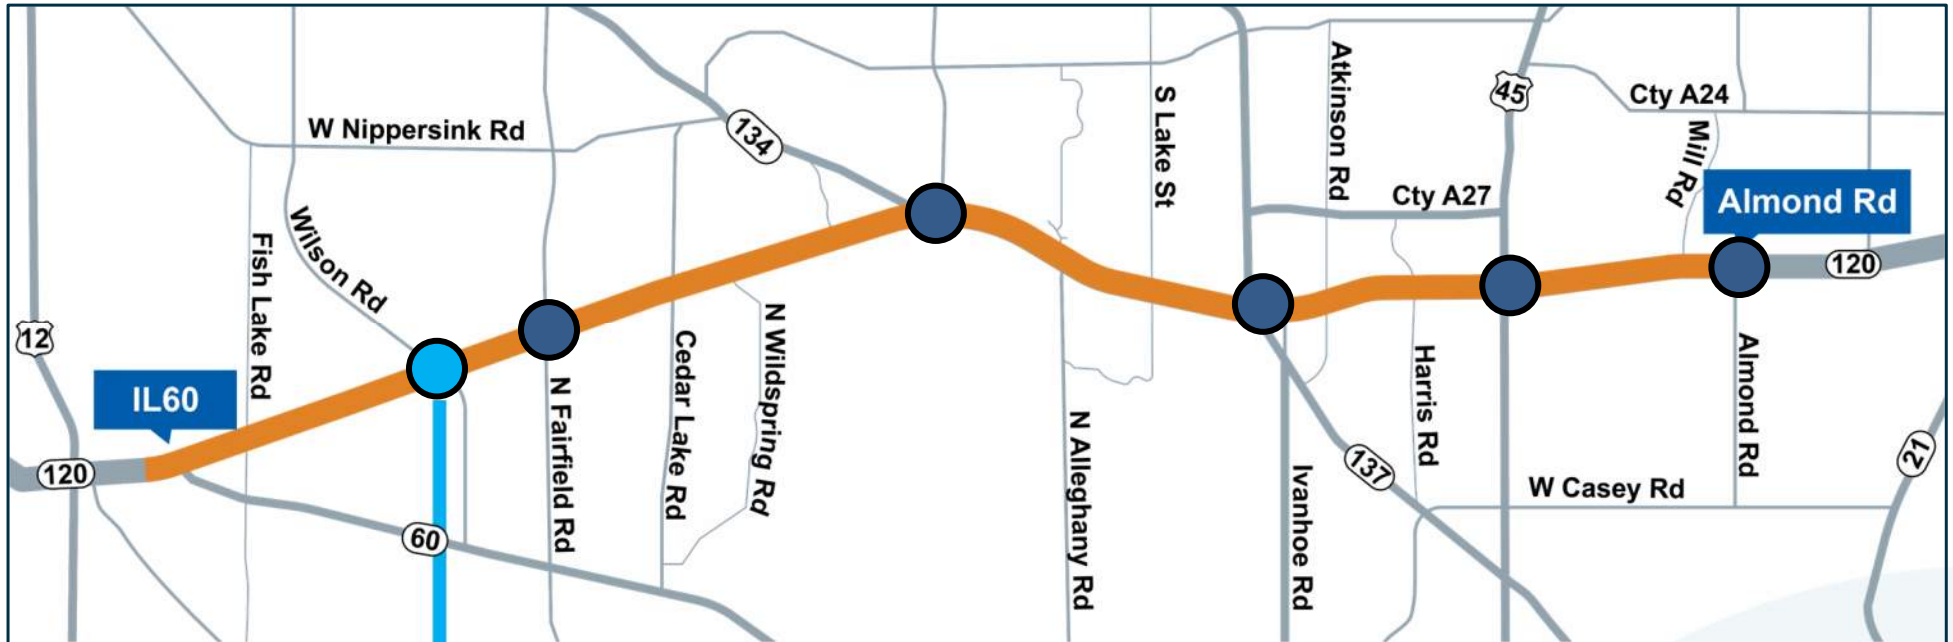 45
Cty A24
S Lake St
Atkinson Rd
W Nippersink Rd
134
Mill Rd
Cty A27
Almond Rd
Wilson Rd
Fish Lake Rd
120
12
N Wildspring Rd
Cedar Lake Rd
Almond Rd
Harris Rd
IL60
N Fairfield Rd
N Alleghany Rd
21
137
Ivanhoe Rd
120
W Casey Rd
60